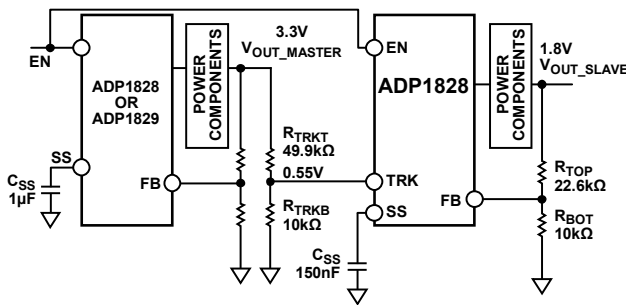 EN
ADP1828
OR
ADP1829
SS
CSS
1µF
FB
POWER
COMPONENTS
3.3V
VOUT_MASTER
RTRKT
49.9kΩ
0.55V
RTRKB
10kΩ
EN
ADP1828
TRK
SS
CSS
150nF
FB
POWER
COMPONENTS
1.8V
VOUT_SLAVE
RTOP
22.6kΩ
RBOT
10kΩ